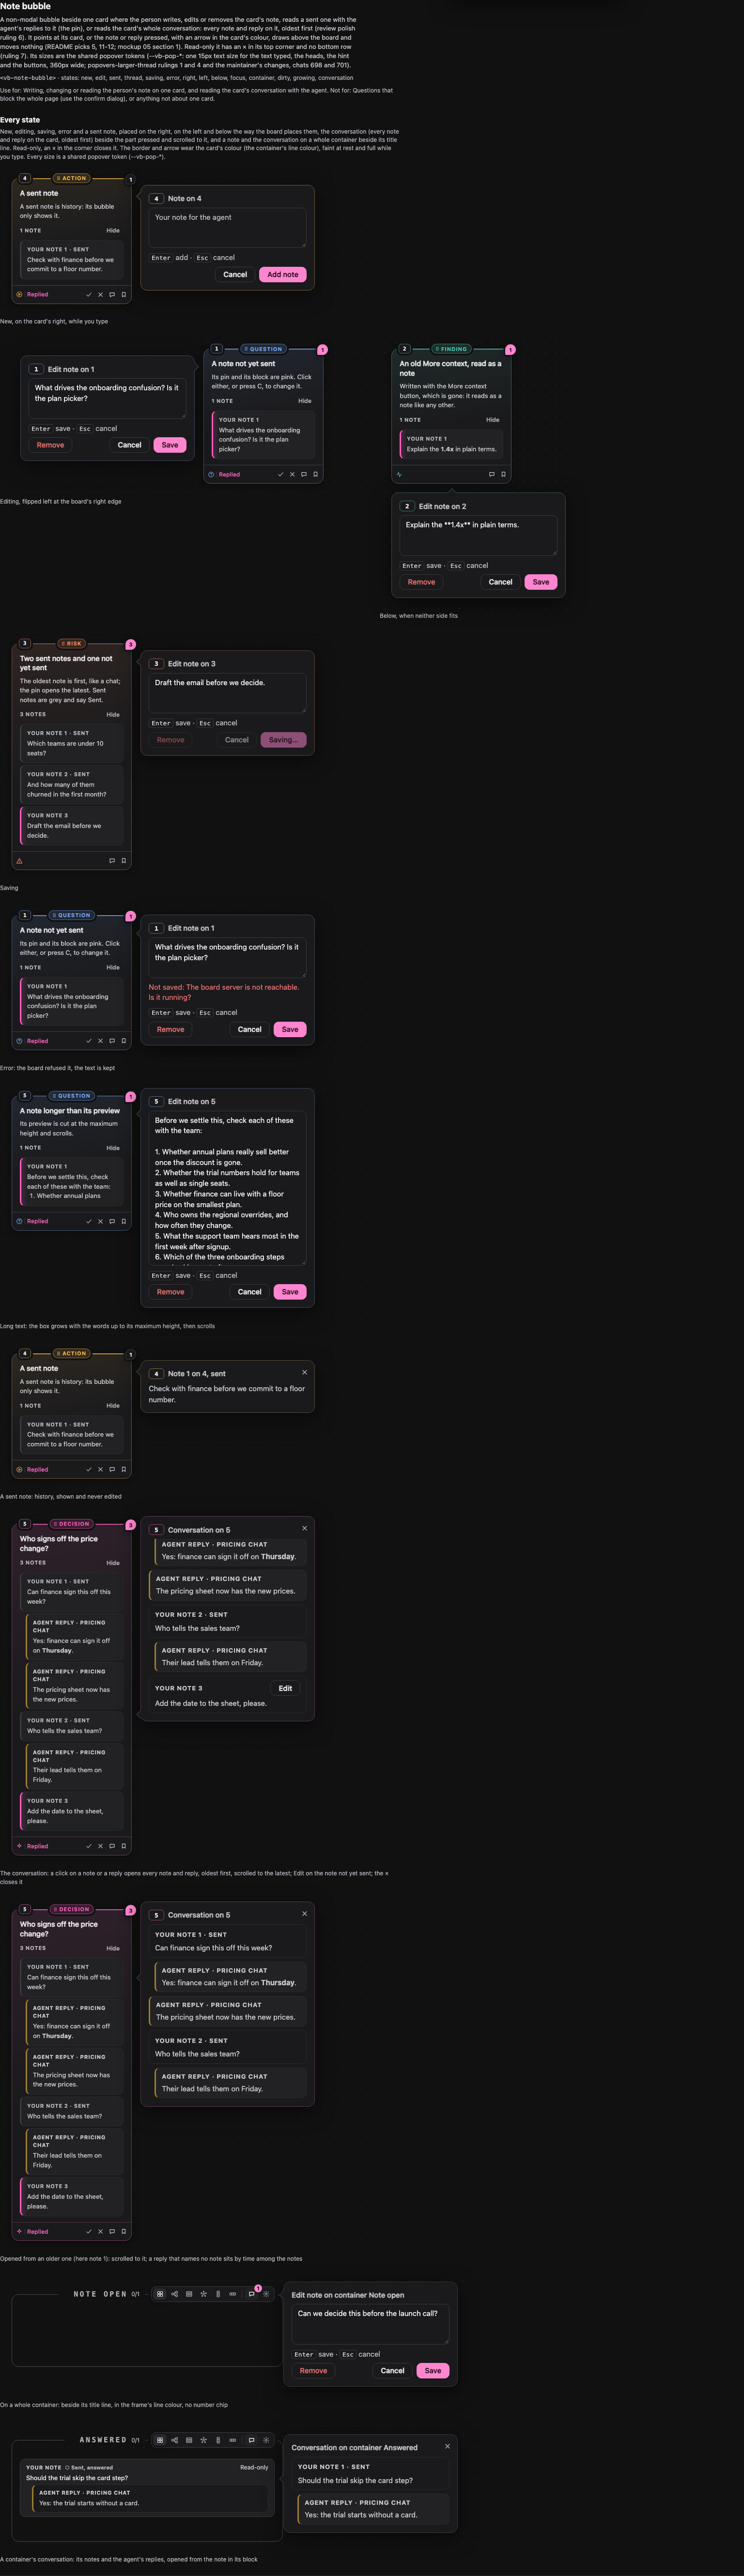 Note bubble
A non-modal bubble beside one card where the person writes, edits or removes the card's note, reads a sent one with the
agent's replies to it (the pin), or reads the card's whole conversation: every note and reply on it, oldest first (review polish
ruling 6). It points at its card, or the note or reply pressed, with an arrow in the card's colour, draws above the board and
moves nothing (README picks 5, 11-12; mockup 05 section 1). Read-only it has an × in its top corner and no bottom row
(ruling 7). Its sizes are the shared popover tokens (--vb-pop-*: one 15px text size for the typed text, the heads, the hint
and the buttons, 360px wide; popovers-larger-thread rulings 1 and 4 and the maintainer's changes, chats 698 and 701).
<vb-note-bubble> · states: new, edit, sent, thread, saving, error, right, left, below, focus, container, dirty, growing, conversation
Use for: Writing, changing or reading the person's note on one card, and reading the card's conversation with the agent. Not for: Questions that
block the whole page (use the confirm dialog), or anything not about one card.
Every state
New, editing, saving, error and a sent note, placed on the right, on the left and below the way the board places them, the conversation (every note
and reply on the card, oldest first) beside the part pressed and scrolled to it, and a note and the conversation on a whole container beside its title
line. Read-only, an × in the corner closes it. The border and arrow wear the card's colour (the container's line colour), faint at rest and full while
you type. Every size is a shared popover token (--vb-pop-*).
4 ACTION 1
A sent note
A sent note is history: its bubble
only shows it.
1 NOTE Hide
YOUR NOTE 1 · SENT
Check with finance before we
commit to a floor number.
Replied
4 Note on 4
Your note for the agent
Enter add · Esc cancel
Cancel Add note
New, on the card's right, while you type
1 Edit note on 1
What drives the onboarding confusion? Is it
the plan picker?
Enter save · Esc cancel
Remove Cancel Save
1 QUESTION 1
A note not yet sent
Its pin and its block are pink. Click
either, or press C, to change it.
1 NOTE Hide
YOUR NOTE 1
What drives the onboarding
confusion? Is it the plan
picker?
Replied
Editing, flipped left at the board's right edge
2 FINDING 1
An old More context, read as a
note
Written with the More context
button, which is gone: it reads as a
note like any other.
1 NOTE Hide
YOUR NOTE 1
Explain the 1.4x in plain terms.
2 Edit note on 2
Explain the **1.4x** in plain terms.
Enter save · Esc cancel
Remove Cancel Save
Below, when neither side fits
3 RISK 3
Two sent notes and one not
yet sent
The oldest note is first, like a chat;
the pin opens the latest. Sent
notes are grey and say Sent.
3 NOTES Hide
YOUR NOTE 1 · SENT
Which teams are under 10
seats?
YOUR NOTE 2 · SENT
And how many of them
churned in the first month?
YOUR NOTE 3
Draft the email before we
decide.
3 Edit note on 3
Draft the email before we decide.
Enter save · Esc cancel
Remove Cancel Saving…
Saving
1 QUESTION 1
A note not yet sent
Its pin and its block are pink. Click
either, or press C, to change it.
1 NOTE Hide
YOUR NOTE 1
What drives the onboarding
confusion? Is it the plan
picker?
Replied
1 Edit note on 1
What drives the onboarding confusion? Is it
the plan picker?
Not saved: The board server is not reachable.
Is it running?
Enter save · Esc cancel
Remove Cancel Save
Error: the board refused it, the text is kept
5 QUESTION 1
A note longer than its preview
Its preview is cut at the maximum
height and scrolls.
1 NOTE Hide
YOUR NOTE 1
Before we settle this, check
each of these with the team:
1. Whether annual plans
Replied
5 Edit note on 5
Before we settle this, check each of these
with the team:
1. Whether annual plans really sell better
once the discount is gone.
2. Whether the trial numbers hold for teams
as well as single seats.
3. Whether finance can live with a floor
price on the smallest plan.
4. Who owns the regional overrides, and
how often they change.
5. What the support team hears most in the
first week after signup.
6. Which of the three onboarding steps
Enter save · Esc cancel
Remove Cancel Save
Long text: the box grows with the words up to its maximum height, then scrolls
4 ACTION 1
A sent note
A sent note is history: its bubble
only shows it.
1 NOTE Hide
YOUR NOTE 1 · SENT
Check with finance before we
commit to a floor number.
Replied
4 Note 1 on 4, sent ×
Check with finance before we commit to a floor
number.
A sent note: history, shown and never edited
5 DECISION 3
Who signs off the price
change?
3 NOTES Hide
YOUR NOTE 1 · SENT
Can finance sign this off this
week?
AGENT REPLY · PRICING
CHAT
Yes: finance can sign it off
on Thursday.
AGENT REPLY · PRICING
CHAT
The pricing sheet now has
the new prices.
YOUR NOTE 2 · SENT
Who tells the sales team?
AGENT REPLY · PRICING
CHAT
Their lead tells them on
Friday.
YOUR NOTE 3
Add the date to the sheet,
please.
Replied
5 Conversation on 5 ×
AGENT REPLY · PRICING CHAT
Yes: finance can sign it off on Thursday.
AGENT REPLY · PRICING CHAT
The pricing sheet now has the new prices.
YOUR NOTE 2 · SENT
Who tells the sales team?
AGENT REPLY · PRICING CHAT
Their lead tells them on Friday.
YOUR NOTE 3 Edit
Add the date to the sheet, please.
The conversation: a click on a note or a reply opens every note and reply, oldest first, scrolled to the latest; Edit on the note not yet sent; the ×
closes it
5 DECISION 3
Who signs off the price
change?
3 NOTES Hide
YOUR NOTE 1 · SENT
Can finance sign this off this
week?
AGENT REPLY · PRICING
CHAT
Yes: finance can sign it off
on Thursday.
AGENT REPLY · PRICING
CHAT
The pricing sheet now has
the new prices.
YOUR NOTE 2 · SENT
Who tells the sales team?
AGENT REPLY · PRICING
CHAT
Their lead tells them on
Friday.
YOUR NOTE 3
Add the date to the sheet,
please.
Replied
5 Conversation on 5 ×
YOUR NOTE 1 · SENT
Can finance sign this off this week?
AGENT REPLY · PRICING CHAT
Yes: finance can sign it off on Thursday.
AGENT REPLY · PRICING CHAT
The pricing sheet now has the new prices.
YOUR NOTE 2 · SENT
Who tells the sales team?
AGENT REPLY · PRICING CHAT
Their lead tells them on Friday.
Opened from an older one (here note 1): scrolled to it; a reply that names no note sits by time among the notes
NOTE OPEN 0/1 1
Edit note on container Note open
Can we decide this before the launch call?
Enter save · Esc cancel
Remove Cancel Save
On a whole container: beside its title line, in the frame's line colour, no number chip
ANSWERED 0/1
YOUR NOTE Sent, answered Read-only
Should the trial skip the card step?
AGENT REPLY · PRICING CHAT
Yes: the trial starts without a card.
Conversation on container Answered ×
YOUR NOTE 1 · SENT
Should the trial skip the card step?
AGENT REPLY · PRICING CHAT
Yes: the trial starts without a card.
A container's conversation: its notes and the agent's replies, opened from the note in its block